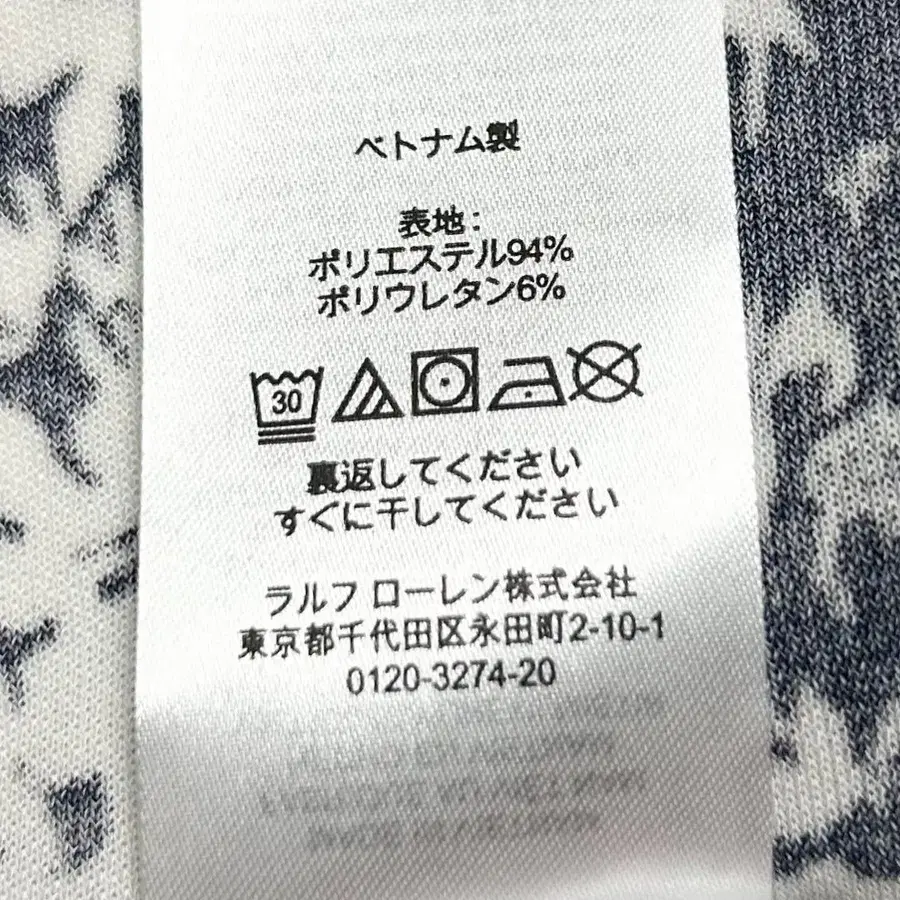 ベトナム製
表地:
ポリエステル94%
ポリウレタン6%
30
裏返してください
すぐに干してください
ラルフ ローレン株式会社
東京都千代田区永田町2-10-1
0120-3274-20